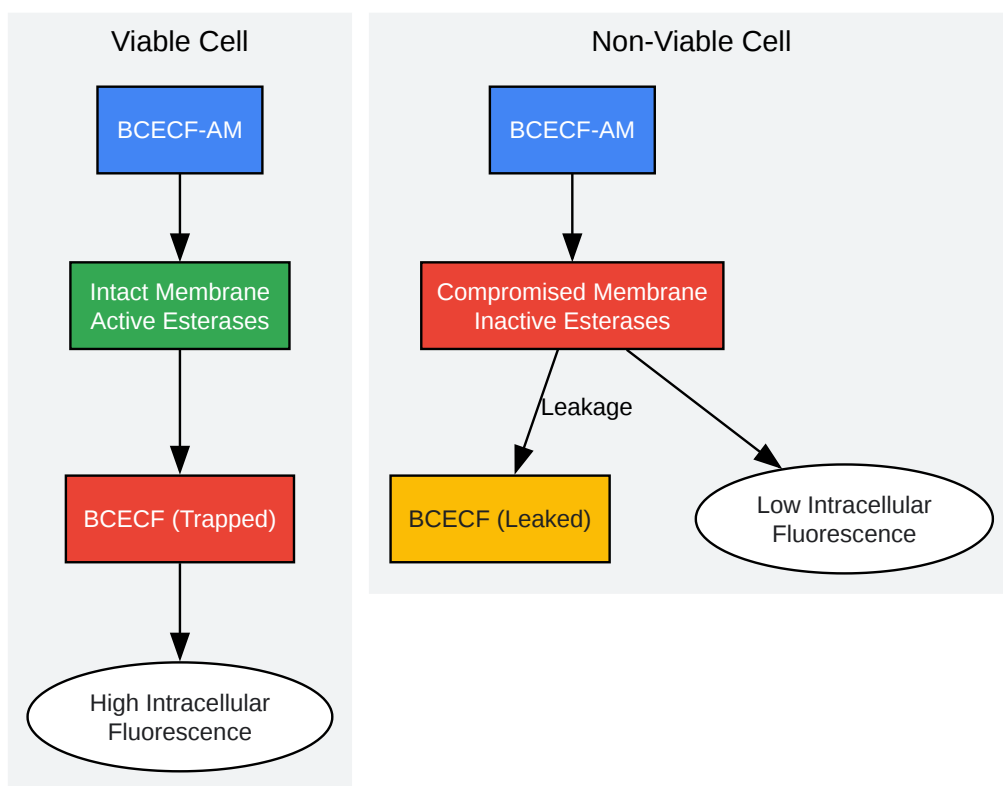 Viable Cell
BCECF-AM
Intact Membrane
Active Esterases
BCECF (Trapped)
High Intracellular
Fluorescence
Non-Viable Cell
BCECF-AM
Compromised Membrane
Inactive Esterases
Leakage
BCECF (Leaked)
Low Intracellular
Fluorescence